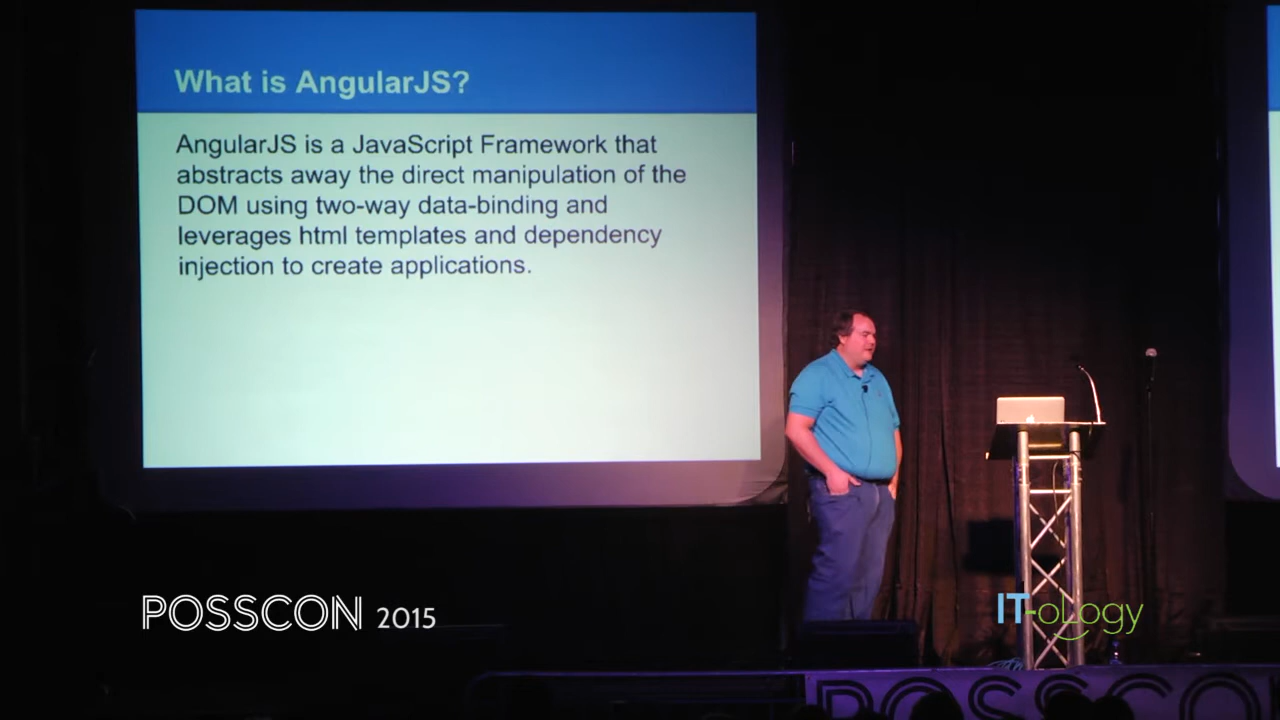 What is AngularJS?
AngularJS is a JavaScript Framework that
abstracts away the direct manipulation of the
DOM using two-way data-binding and
leverages html templates and dependency
injection to create applications.
POSSCON 2015
IT-oLogy
POSSCO